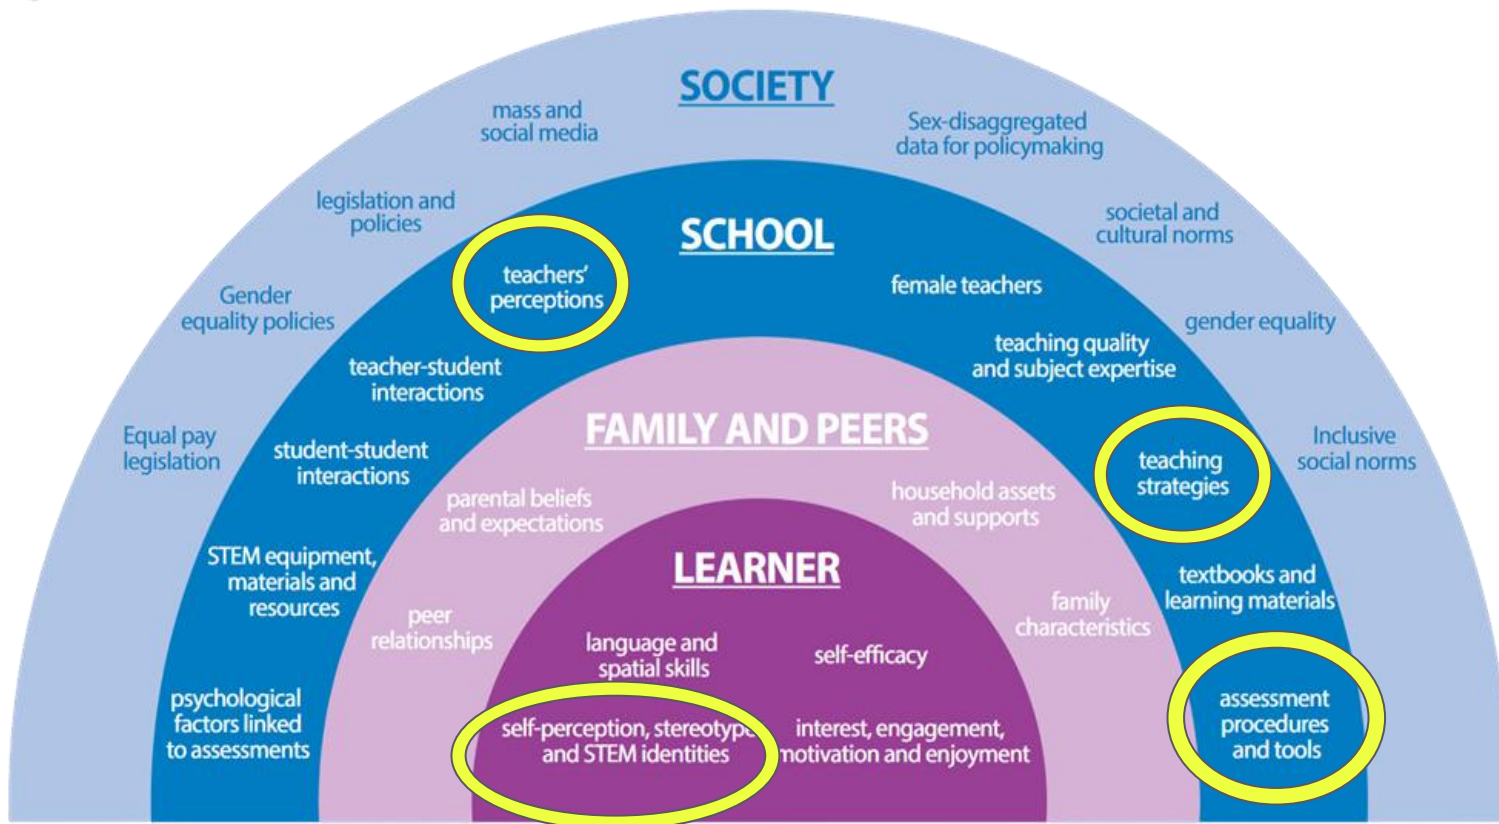 SOCIETY
mass and
social media
Sex-disaggregated
data for policymaking
legislation and
policies
societal and
cultural norms
Gender
equality policies
gender equality
Equal pay
legislation
Inclusive
social norms
SCHOOL
teachers'
perceptions
female teachers
teacher-student
interactions
teaching quality
and subject expertise
student-student
interactions
teaching
strategies
STEM equipment,
materials and
resources
textbooks and
learning materials
psychological
factors linked
to assessments
assessment
procedures
and tools
FAMILY AND PEERS
parental beliefs
and expectations
household assets
and supports
peer
relationships
family
characteristics
LEARNER
language and
spatial skills
self-efficacy
self-perception, stereotype
and STEM identities
interest, engagement,
motivation and enjoyment